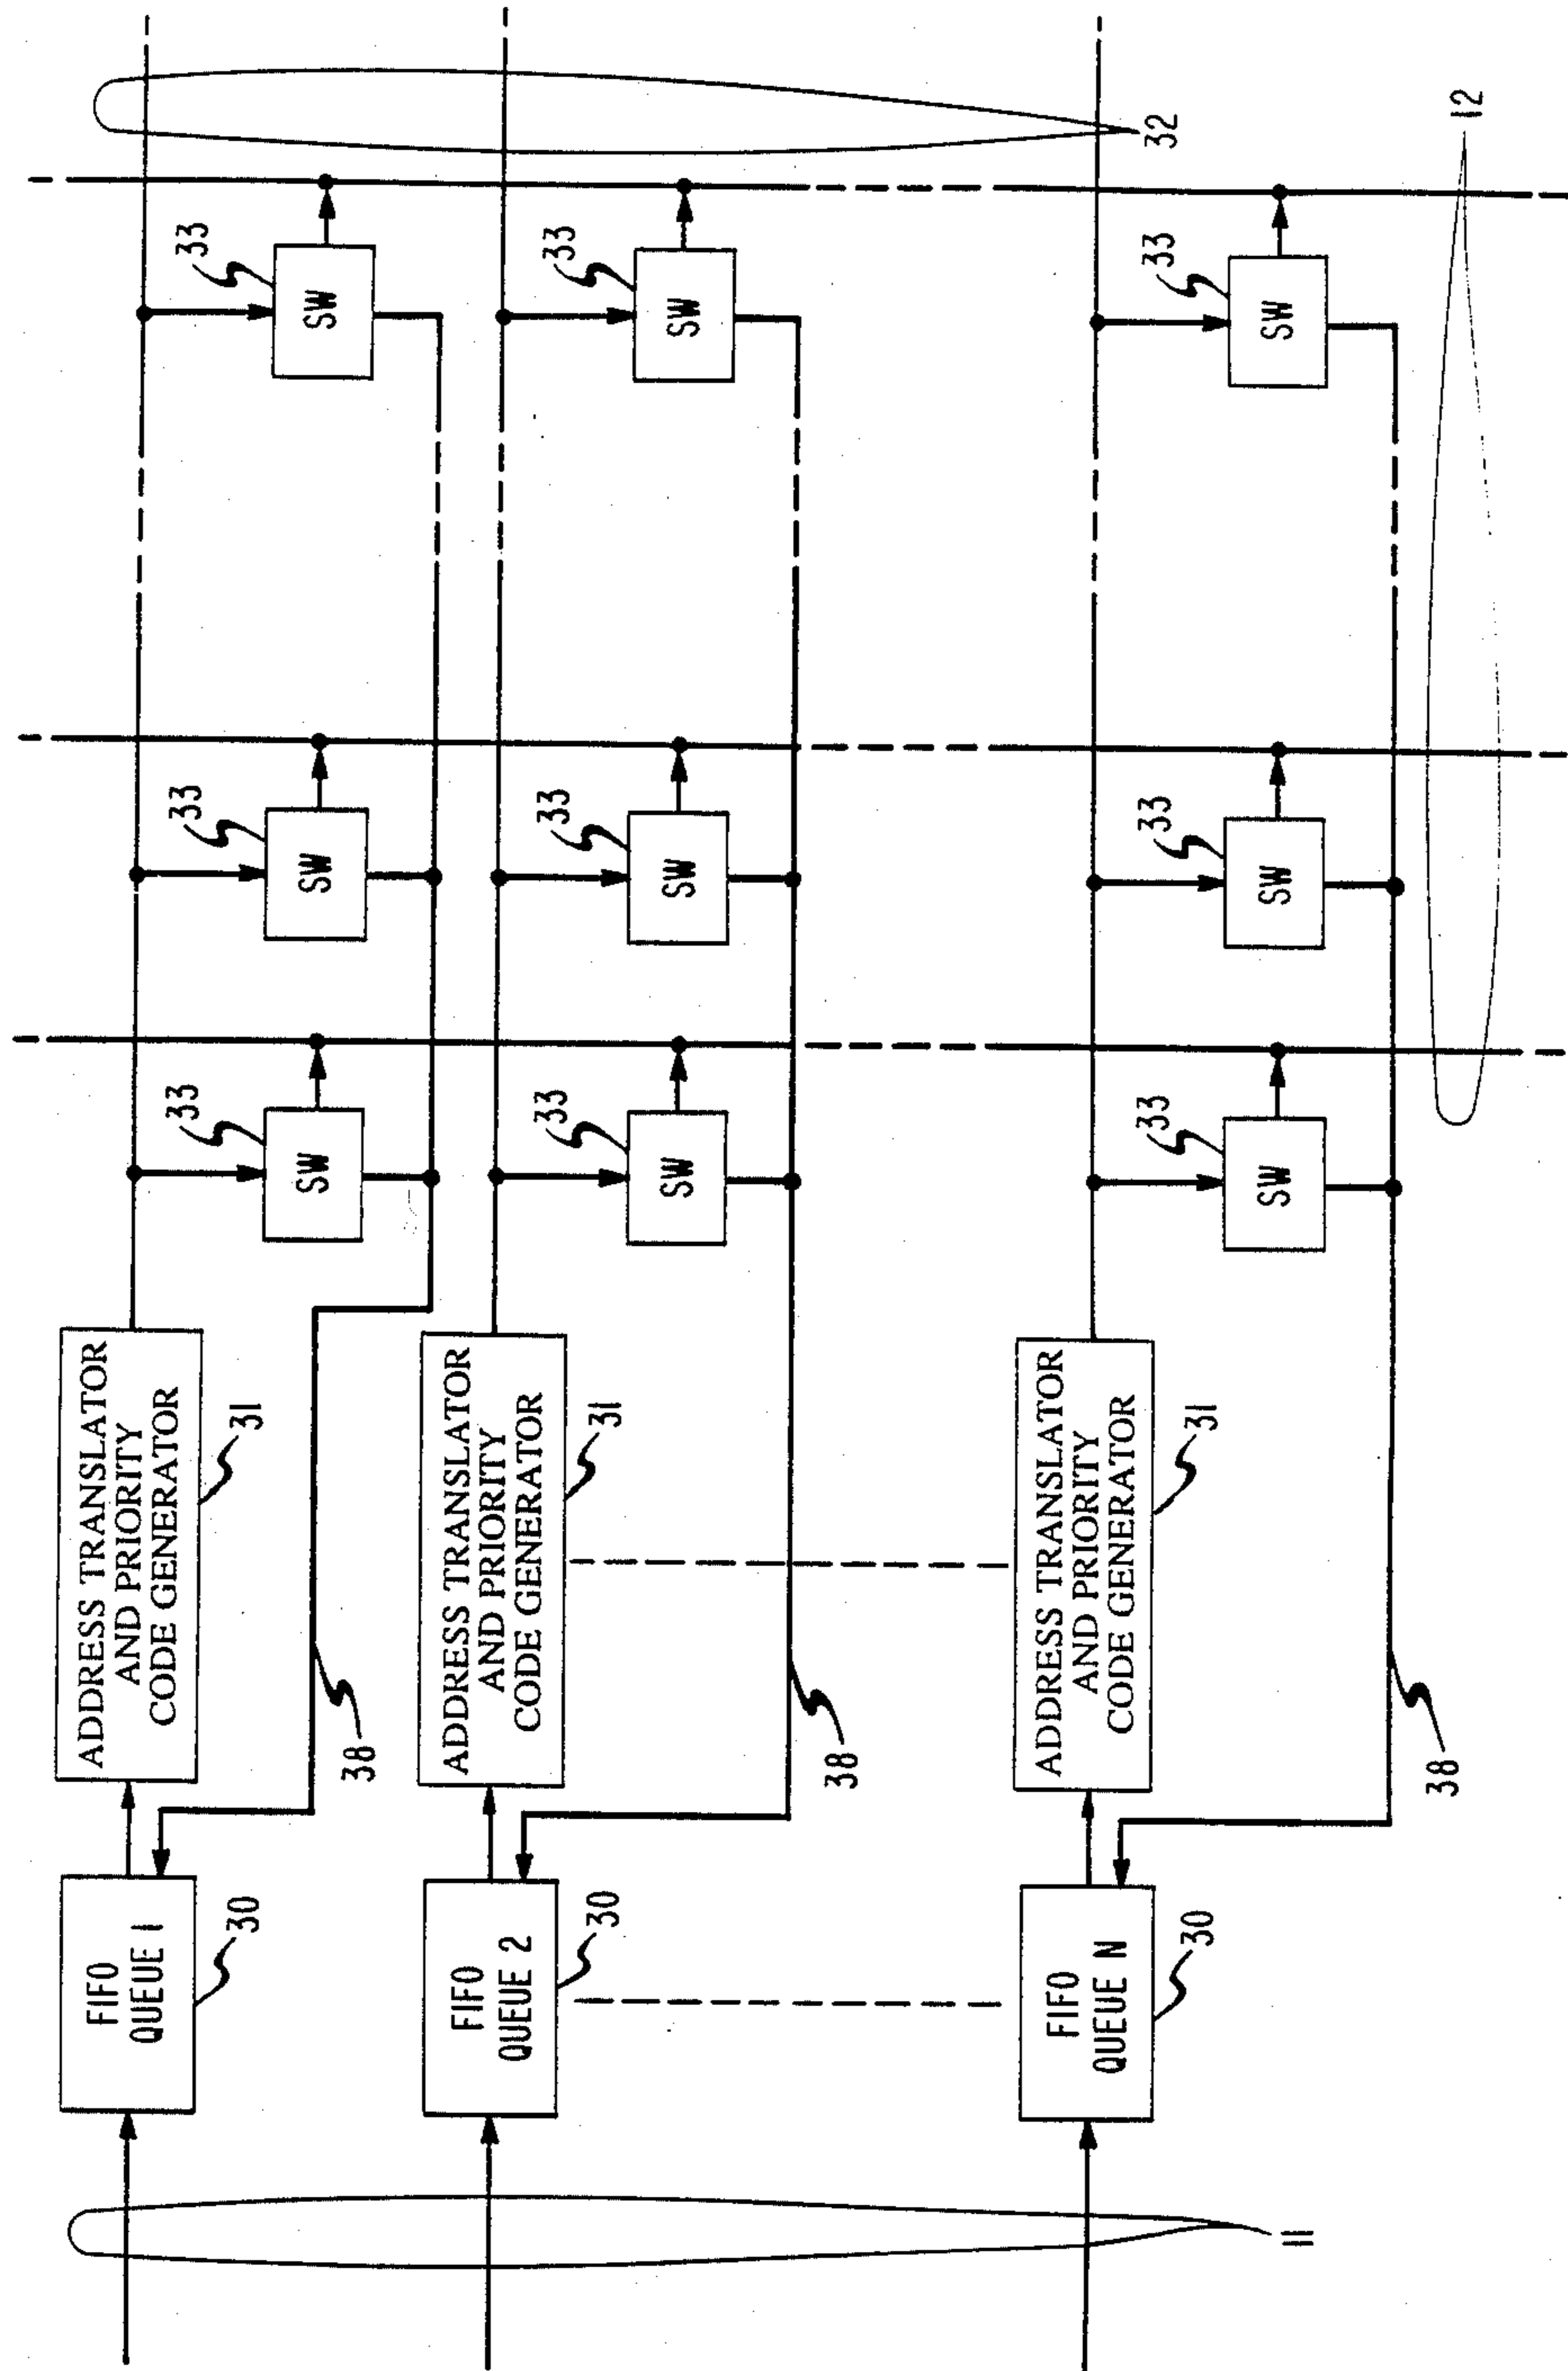 FIFO
QUEUE 1
30
ADDRESS TRANSLATOR
AND PRIORITY
CODE GENERATOR
31
38
SW
33
SW
33
SW
33
FIFO
QUEUE 2
30
ADDRESS TRANSLATOR
AND PRIORITY
CODE GENERATOR
31
38
SW
33
SW
33
SW
33
FIFO
QUEUE N
30
ADDRESS TRANSLATOR
AND PRIORITY
CODE GENERATOR
31
38
SW
33
SW
33
SW
33
11
32
12